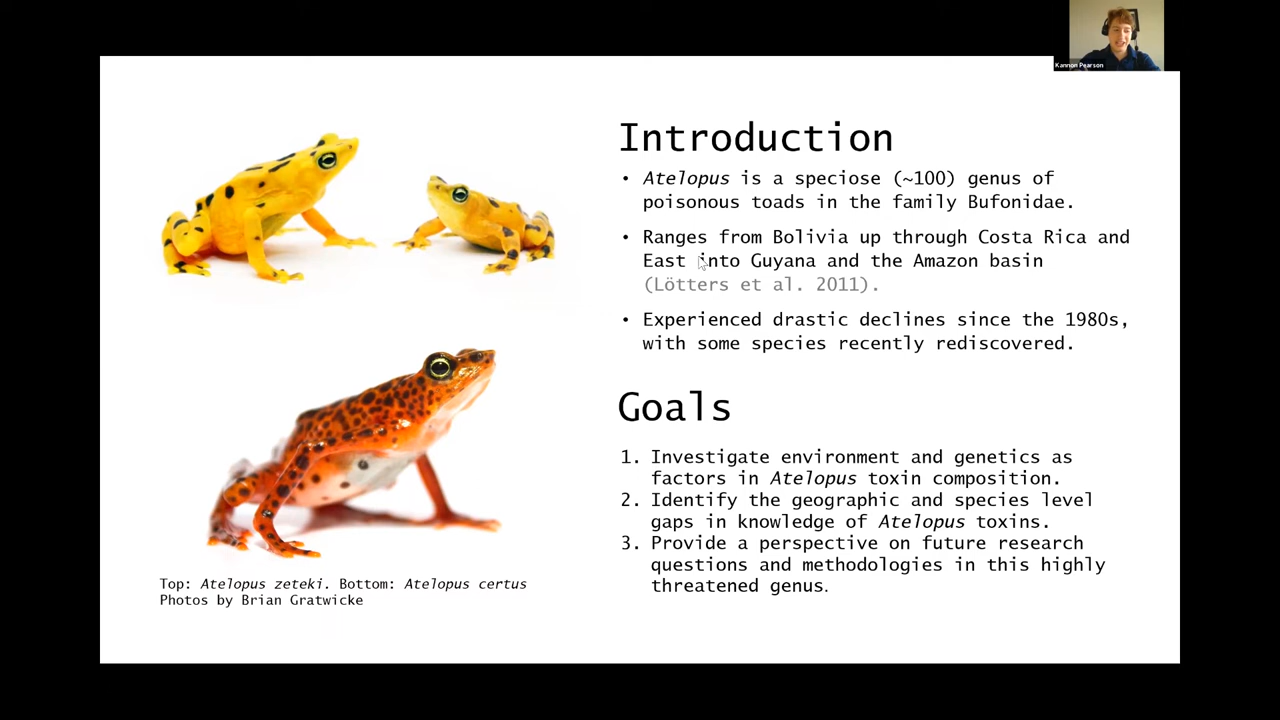 Kannon Pearson
Introduction
• Atelopus is a speciose (~100) genus of
poisonous toads in the family Bufonidae.
• Ranges from Bolivia up through Costa Rica and
East into Guyana and the Amazon basin
(Lötters et al. 2011).
• Experienced drastic declines since the 1980s,
with some species recently rediscovered.
Goals
1. Investigate environment and genetics as
factors in Atelopus toxin composition.
2. Identify the geographic and species level
gaps in knowledge of Atelopus toxins.
3. Provide a perspective on future research
questions and methodologies in this highly
threatened genus.
Top: Atelopus zeteki. Bottom: Atelopus certus
Photos by Brian Gratwicke